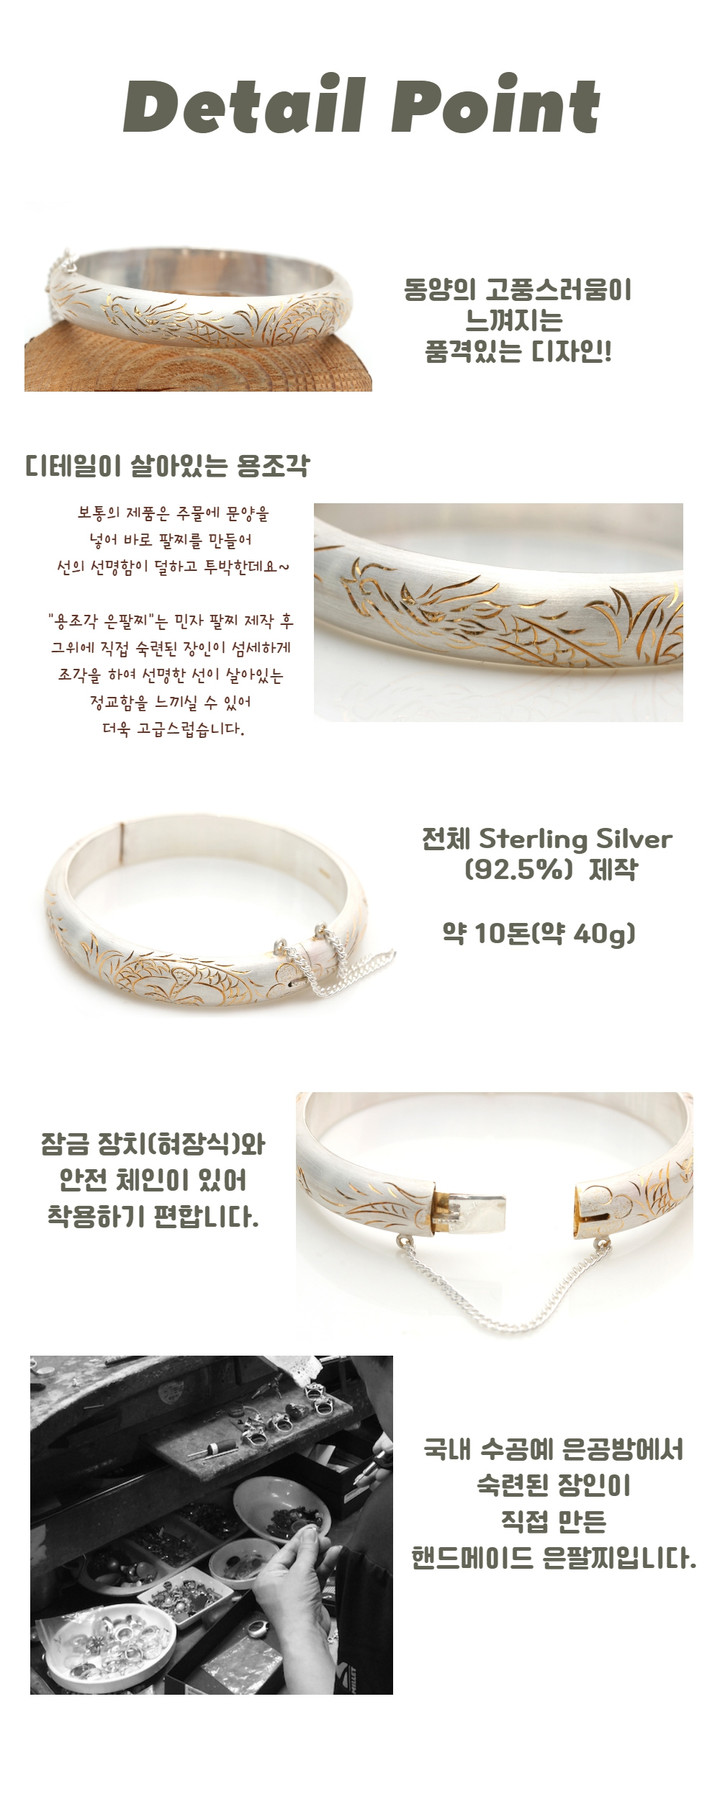 Detail Point
동양의 고풍스러움이
느껴지는
품격있는 디자인!
디테일이 살아있는 용조각
보통의 제품은 주물에 문양을
넣어 바로 팔찌를 만들어
선의 선명함이 덜하고 투박한데요~
"용조각 은팔찌"는 민자 팔찌 제작 후
그위에 직접 숙련된 장인이 섬세하게
조각을 하여 선명한 선이 살아있는
정교함을 느끼실 수 있어
더욱 고급스럽습니다.
전체 Sterling Silver
(92.5%) 제작
약 10돈(약 40g)
잠금 장치(혀장식)와
안전 체인이 있어
착용하기 편합니다.
국내 수공예 은공방에서
숙련된 장인이
직접 만든
핸드메이드 은팔찌입니다.
MILLET